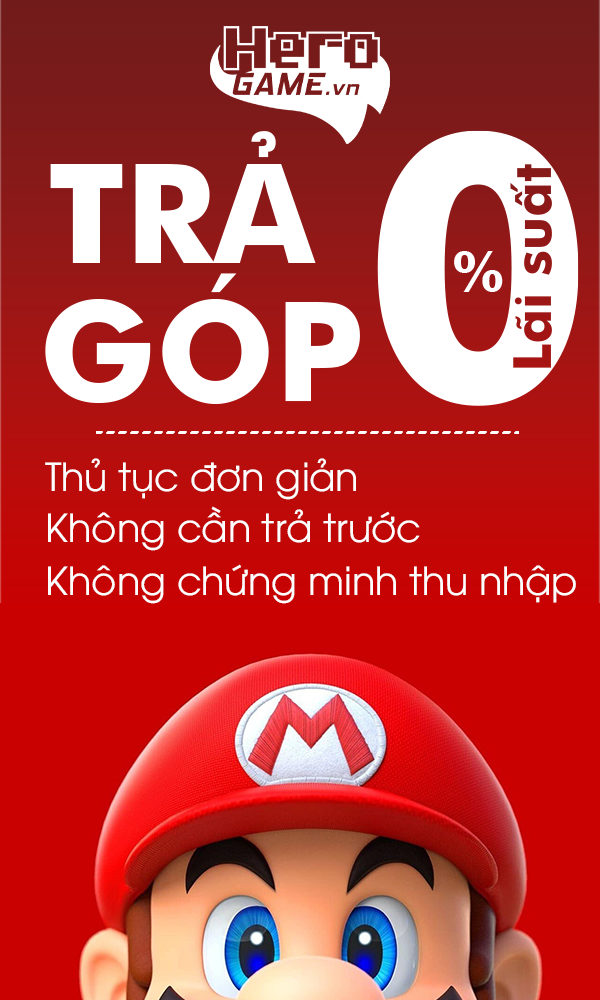 Hero
GAME.vn
TRẢ
GÓP
0
%
Lãi suất
Thủ tục đơn giản
Không cần trả trước
Không chứng minh thu nhập
M